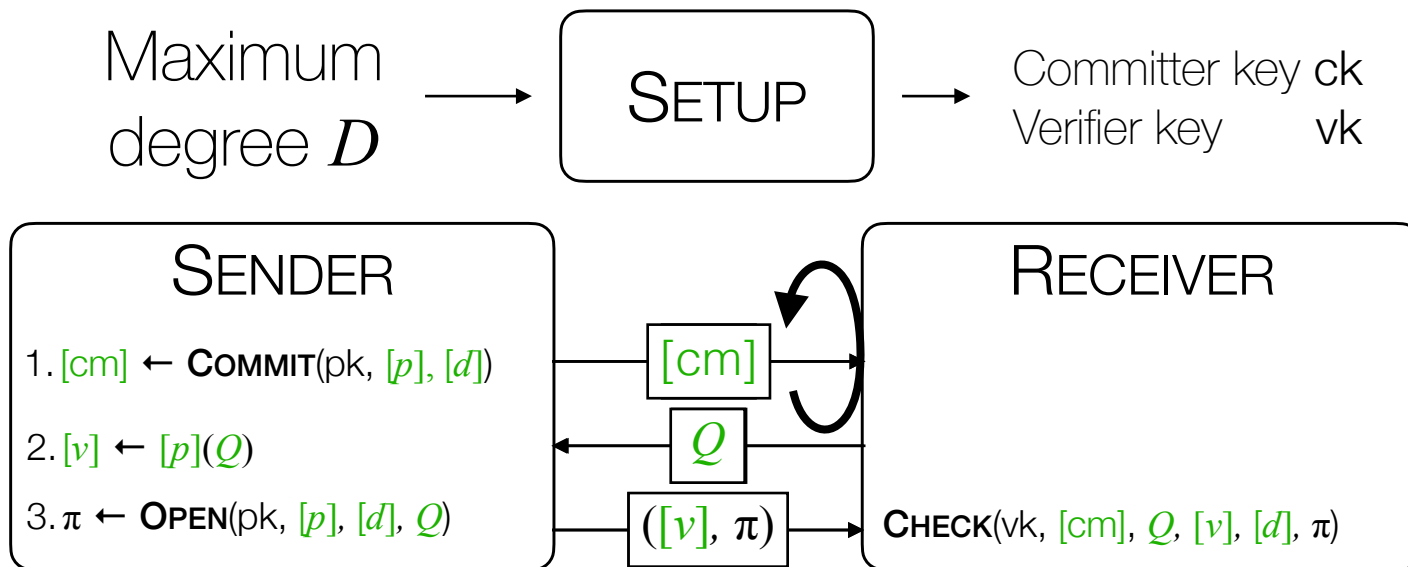 Maximum
degree D
SETUP
Committer key ck
Verifier key vk
SENDER
1. [cm] ← COMMIT(pk, [p], [d])
2. [v] ← [p](Q)
3. π ← OPEN(pk, [p], [d], Q)
[cm]
Q
([v], π)
RECEIVER
CHECK(vk, [cm], Q, [v], [d], π)